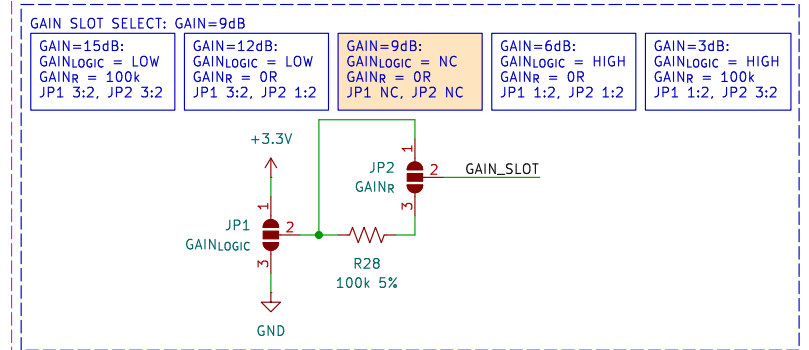 GAIN SLOT SELECT: GAIN=9dB
GAIN=15dB:
GAINLOGIC = LOW
GAINR = 100k
JP1 3:2, JP2 3:2
GAIN=12dB:
GAINLOGIC = LOW
GAINR = 0R
JP1 3:2, JP2 1:2
GAIN=9dB:
GAINLOGIC = NC
GAINR = 0R
JP1 NC, JP2 NC
GAIN=6dB:
GAINLOGIC = HIGH
GAINR = 0R
JP1 1:2, JP2 1:2
GAIN=3dB:
GAINLOGIC = HIGH
GAINR = 100k
JP1 1:2, JP2 3:2
+3.3V
1
JP2
2
GAIN_SLOT
GAINR
3
1
JP1
2
GAINLOGIC
3
R28
100k 5%
GND